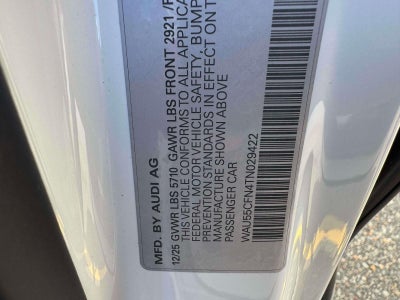 MFD. BY AUDI AG
12/25 GVWR LBS 5710 GAWR LBS FRONT 2921
THIS VEHICLE CONFORMS TO ALL
FEDERAL MOTOR VEHICLE SAFETY, BUMP
PREVENTION STANDARDS IN EFFECT ON
MANUFACTURE SHOWN ABOVE
PASSENGER CAR
WAU55CFN4TN029422